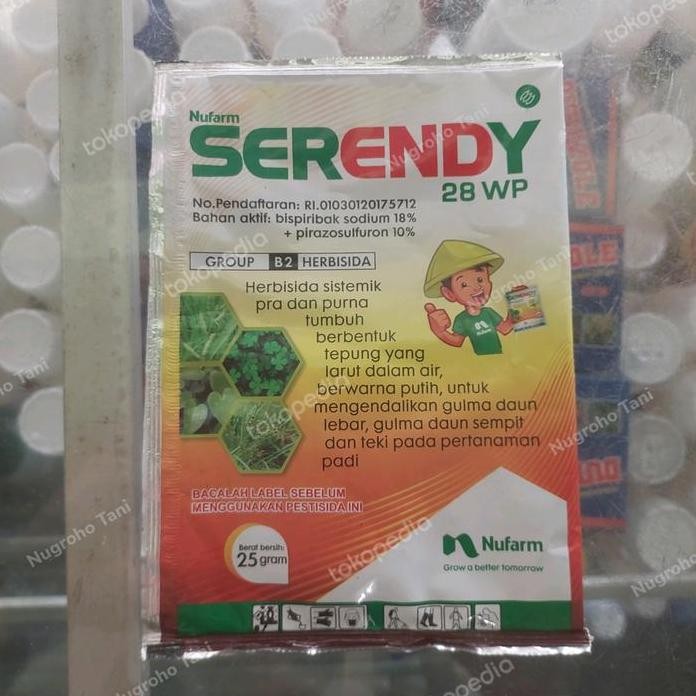 Nufarm
SERENDY
28 WP
No.Pendaftaran: RI.01030120175712
Bahan aktif: bispiribak sodium 18%
+ pirazosulfuron 10%
GROUP B2 HERBISIDA
Herbisida sistemik
pra dan purna
tumbuh
berbentuk
tepung yang
larut dalam air,
berwarna putih, untuk
mengendalikan gulma daun
lebar, gulma daun sempit
dan teki pada pertanaman
padi
BACALAH LABEL SEBELUM
MENGGUNAKAN PESTISIDA INI
Berat bersih:
25 gram
Nufarm
Grow a better tomorrow
tokopedia
Nugroho Tani